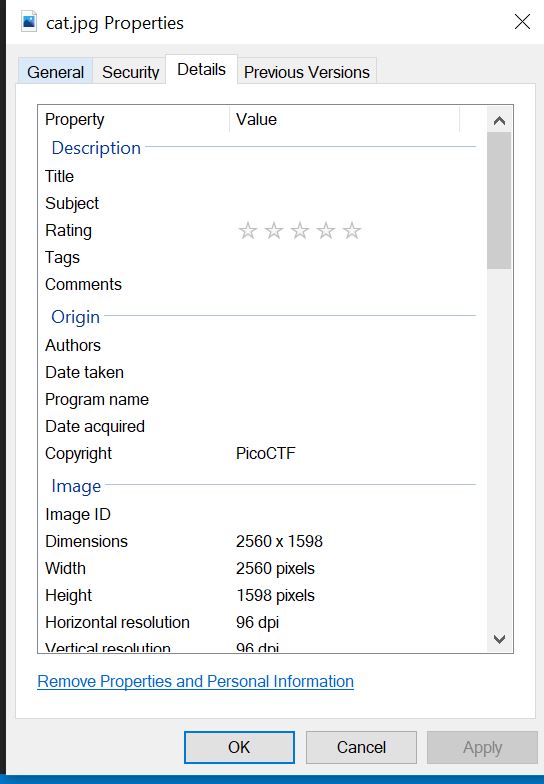 cat.jpg Properties
General Security Details Previous Versions
Property Value
Description
Title
Subject
Rating
Tags
Comments
Origin
Authors
Date taken
Program name
Date acquired
Copyright PicoCTF
Image
Image ID
Dimensions 2560 x 1598
Width 2560 pixels
Height 1598 pixels
Horizontal resolution 96 dpi
Vertical resolution 96 dpi
Remove Properties and Personal Information
OK Cancel Apply